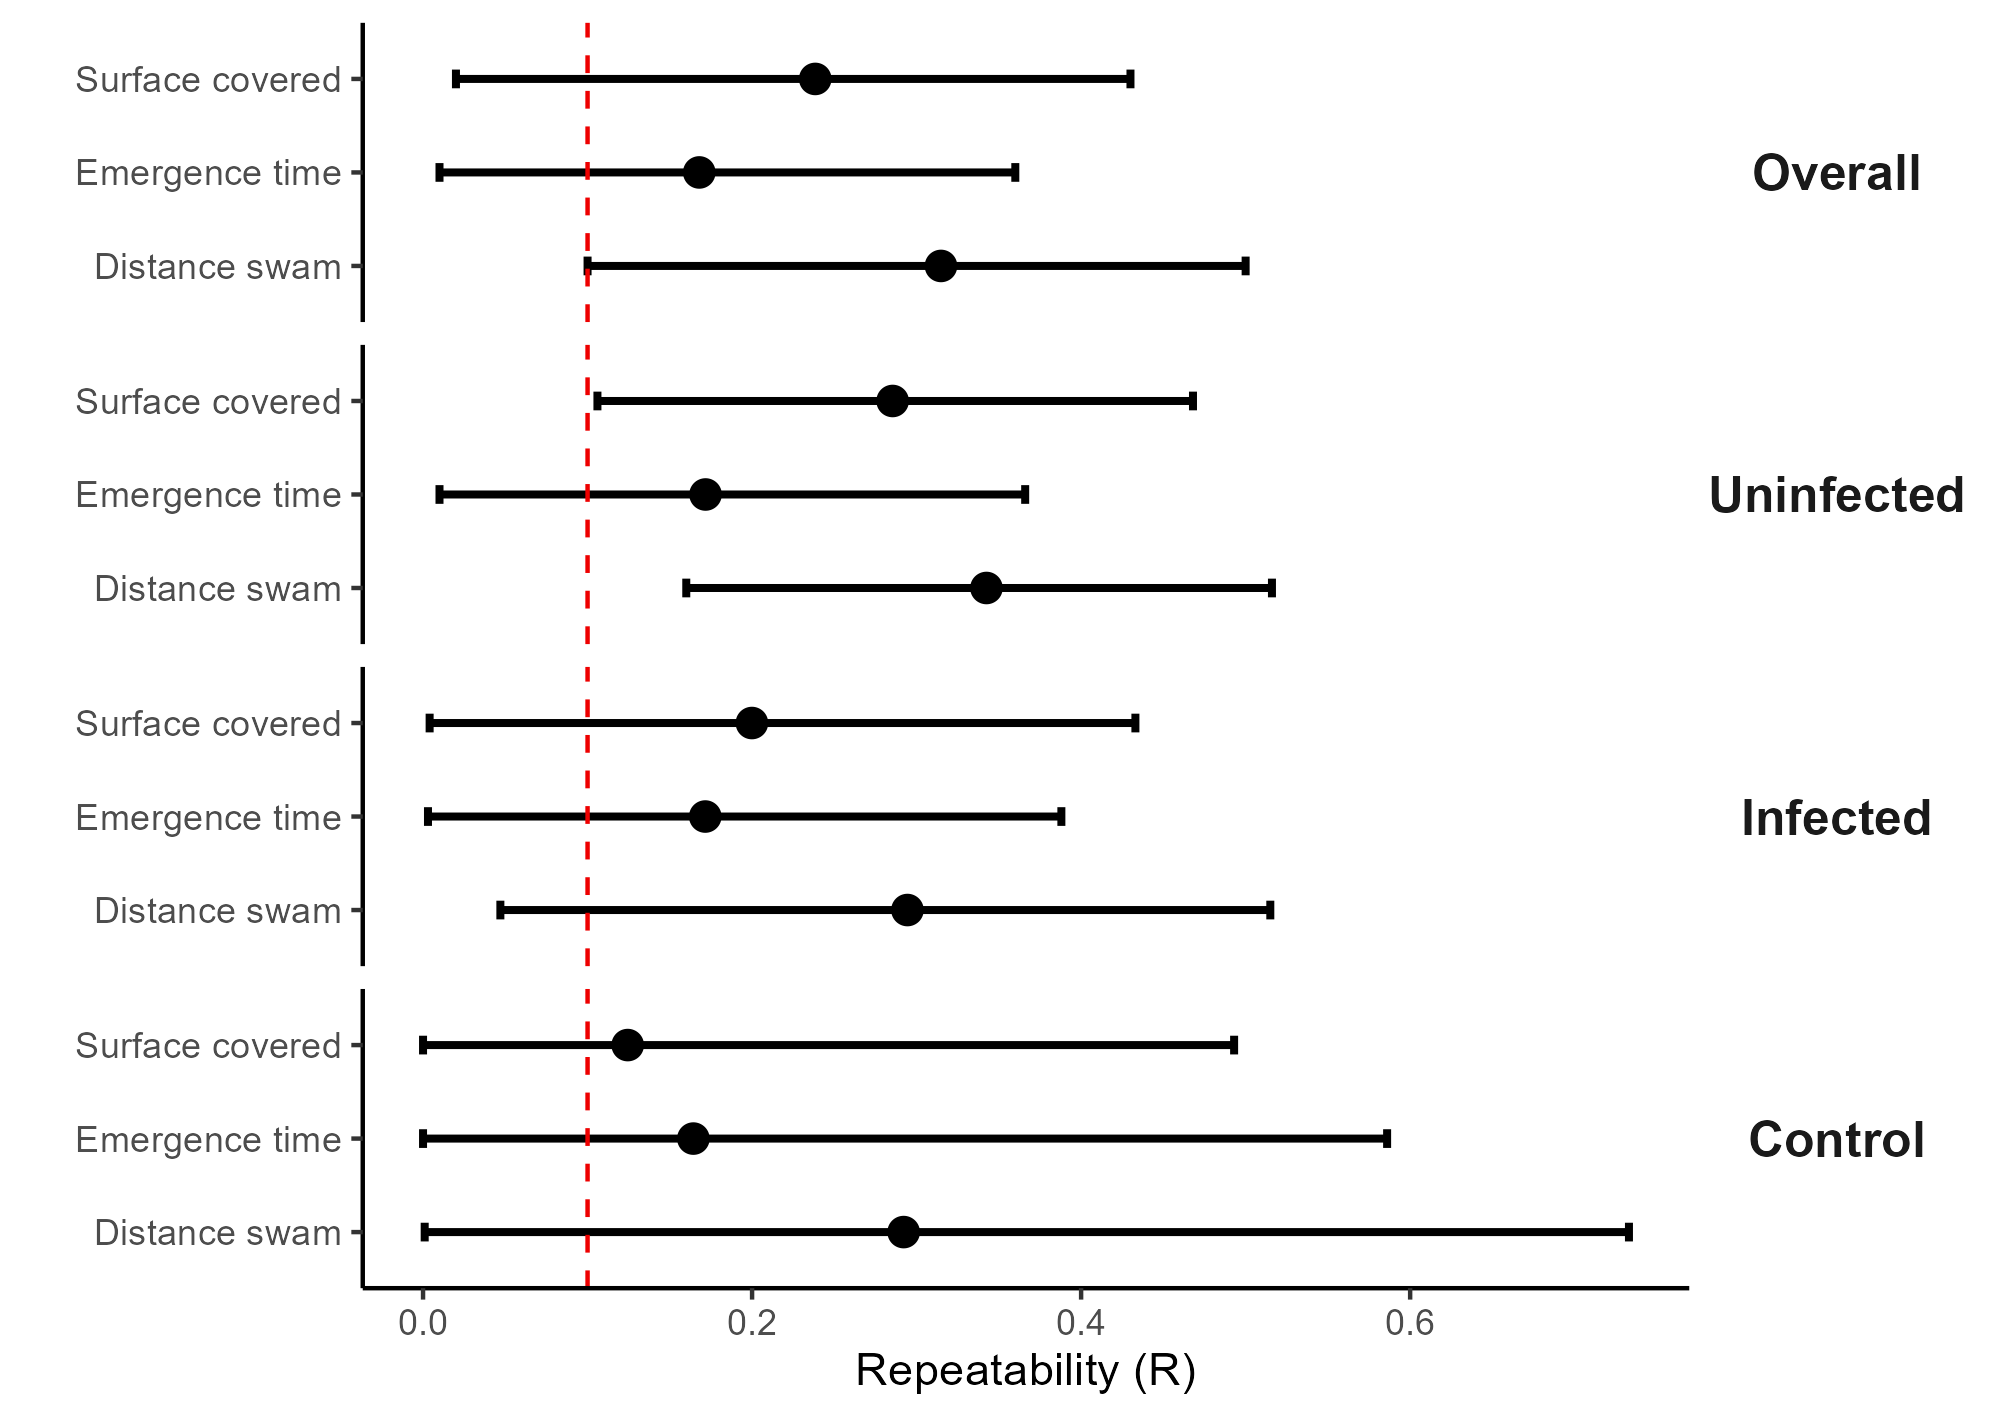 Surface covered
Emergence time
Distance swam
Overall
Surface covered
Emergence time
Distance swam
Uninfected
Surface covered
Emergence time
Distance swam
Infected
Surface covered
Emergence time
Distance swam
Control
0.0 0.2 0.4 0.6
Repeatability (R)